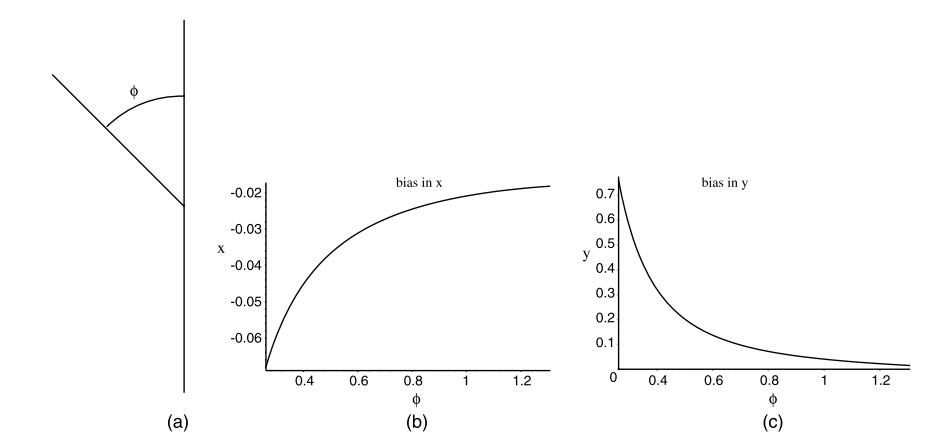 ϕ
bias in x
-0.02
-0.03
-0.04
-0.05
-0.06
x
0.4 0.6 0.8 1 1.2
ϕ
bias in y
0.7
0.6
0.5
0.4
0.3
0.2
0.1
0
y
0.4 0.6 0.8 1 1.2
ϕ
(a) (b) (c)